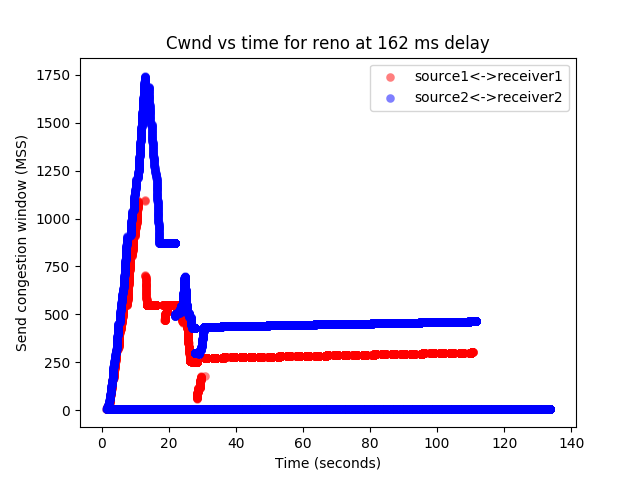 Cwnd vs time for reno at 162 ms delay
source1<->receiver1
source2<->receiver2
Send congestion window (MSS)
1750
1500
1250
1000
750
500
250
0
0 20 40 60 80 100 120 140
Time (seconds)